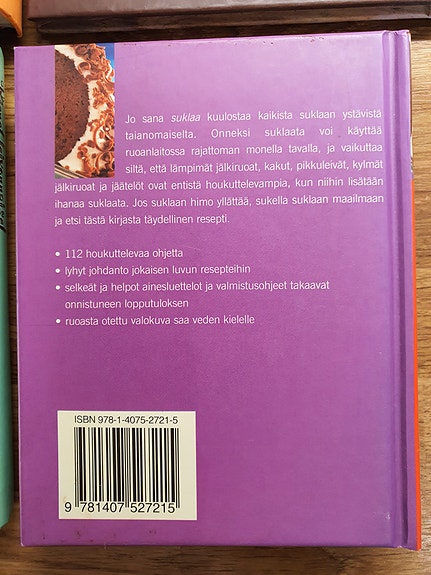 Jo sana suklaa kuulostaa kaikista suklaan ystävistä
taianomaiselta. Onneksi suklaata voi käyttää
ruoanlaitossa rajattoman monella tavalla, ja vaikuttaa
siltä, että lämpimät jälkiruoat, kakut, pikkuleivät, kylmät
jälkiruoat ja jäätelöt ovat entistä houkuttelevampia, kun niihin lisätään
ihanaa suklaata. Jos suklaan himo yllättää, sukella suklaan maailmaan
ja etsi tästä kirjasta täydellinen resepti.
• 112 houkuttelevaa ohjetta
• lyhyt johdanto jokaisen luvun resepteihin
• selkeät ja helpot ainesluettelot ja valmistusohjeet takaavat
onnistuneen lopputuloksen
• ruoasta otettu valokuva saa veden kielelle
ISBN 978-1-4075-2721-5
9 781407 527215